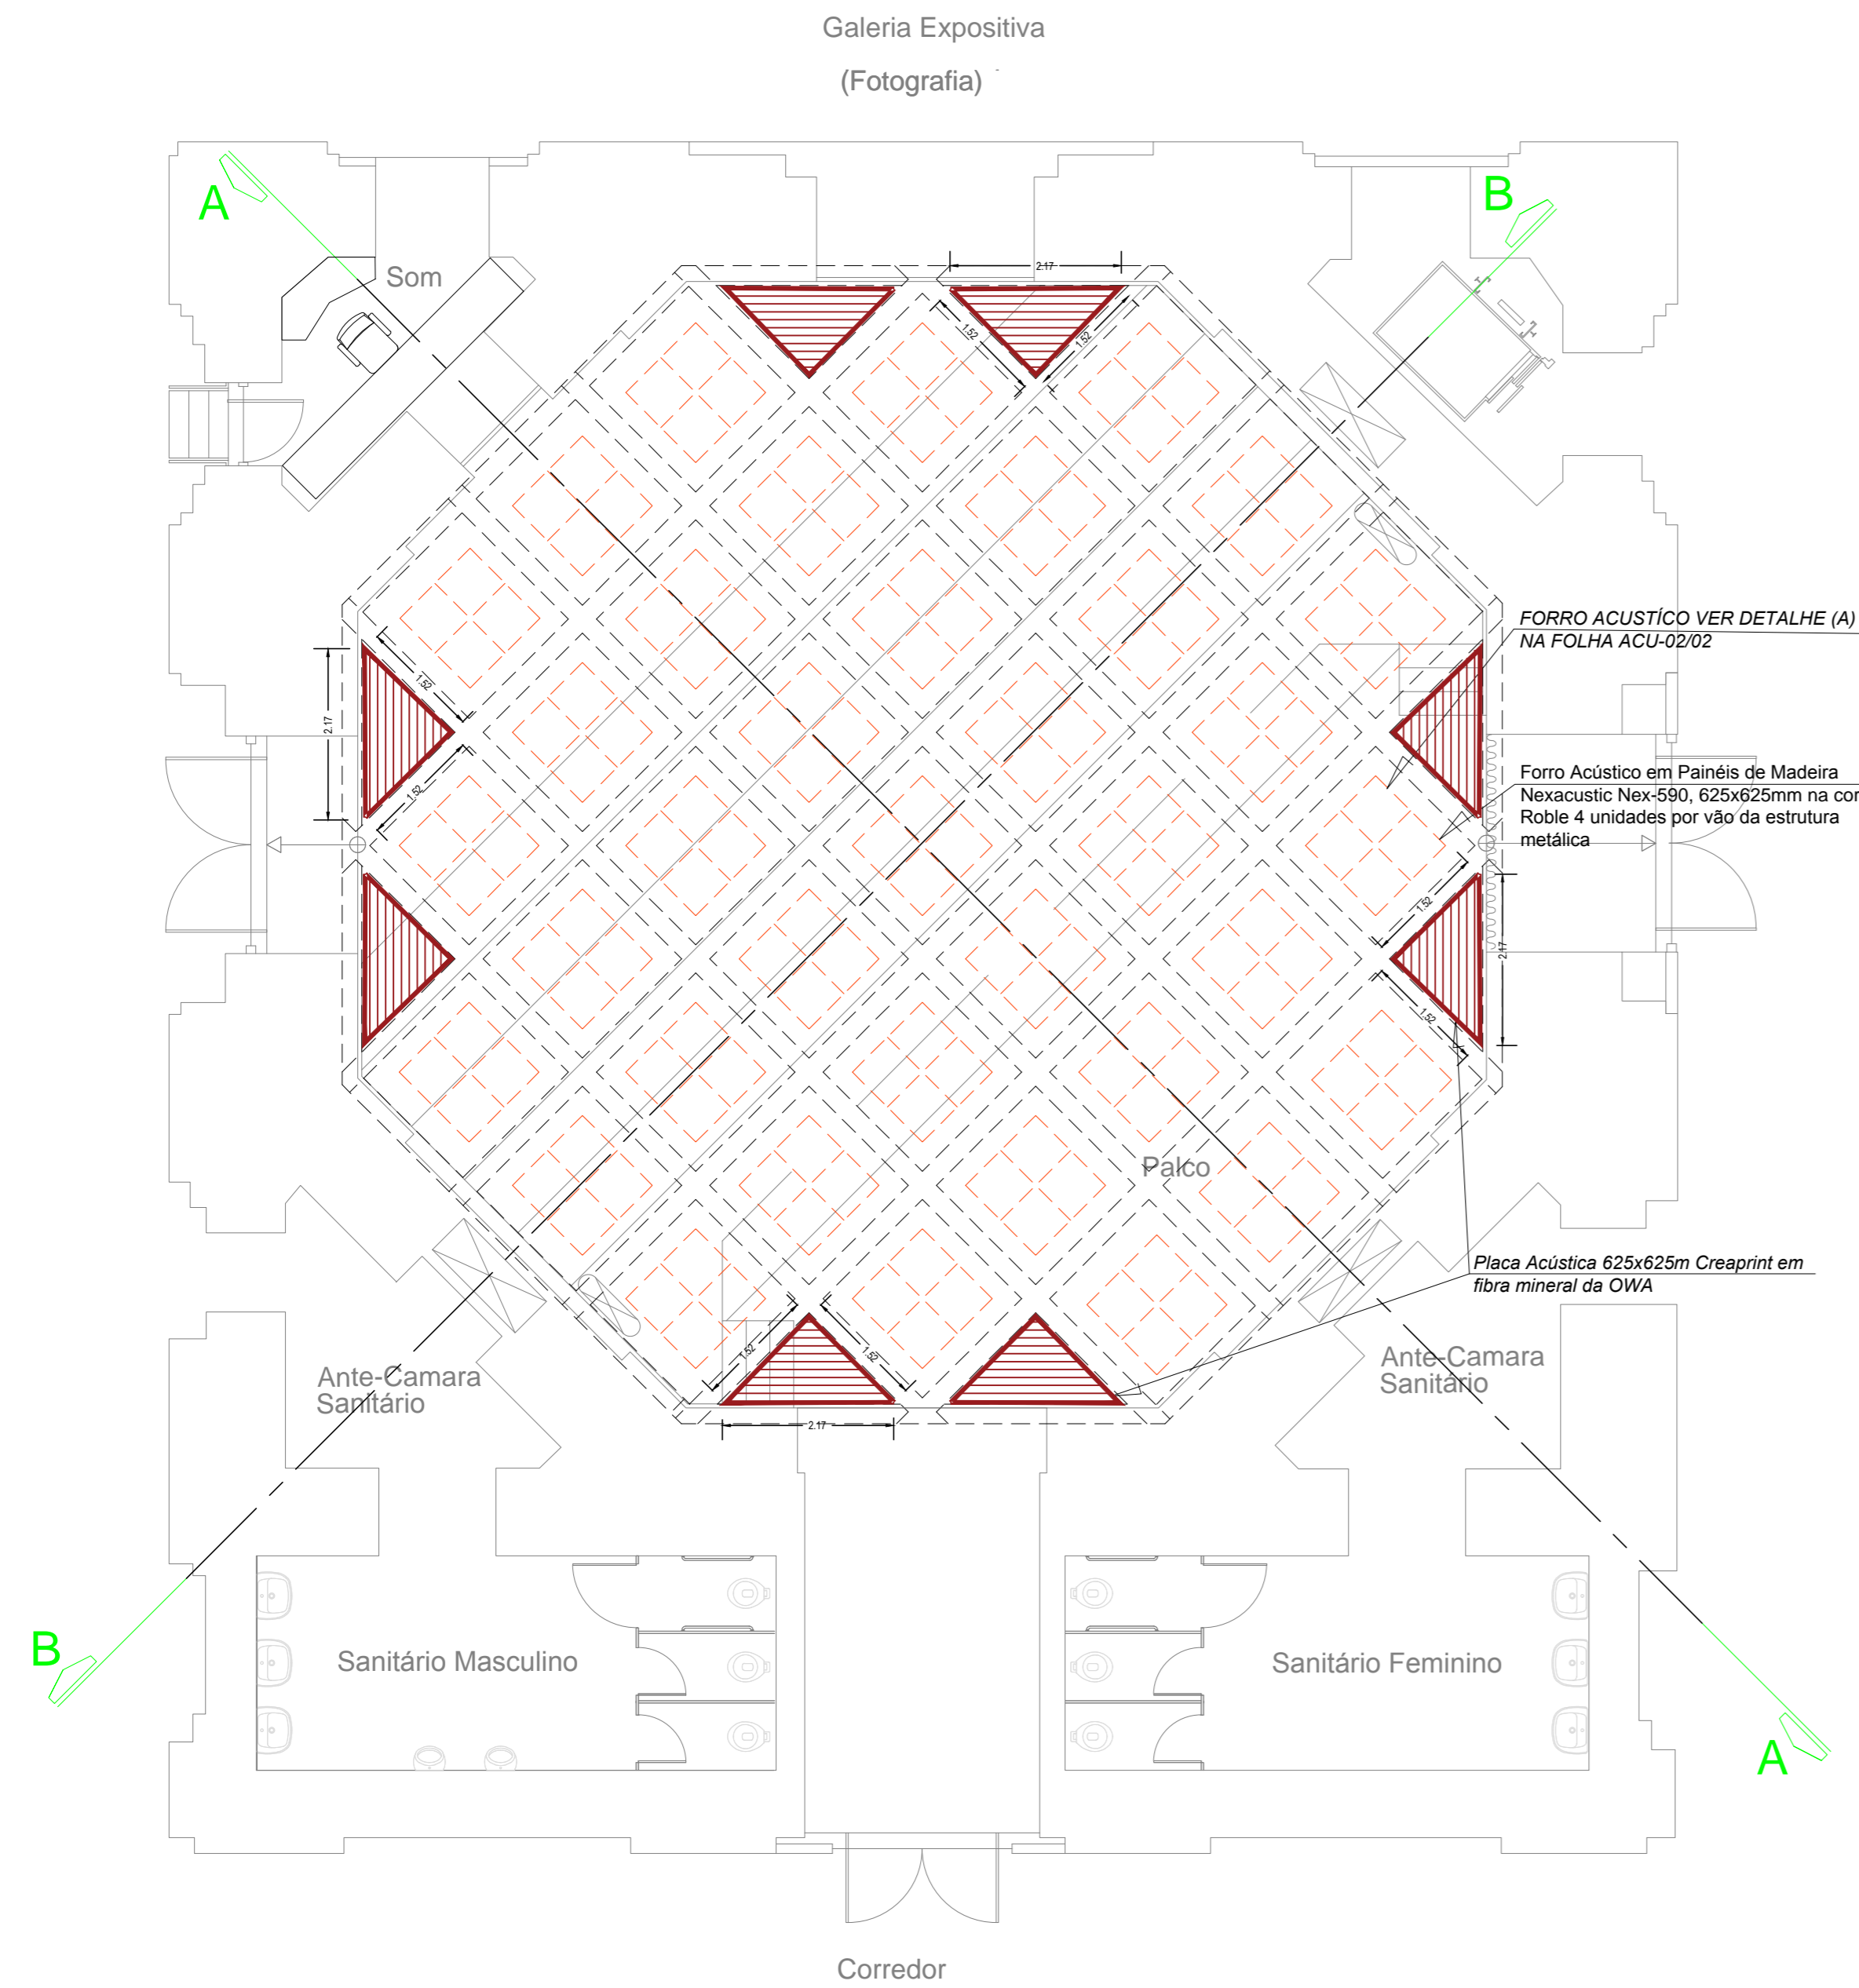 Galeria Expositiva
(Fotografia)
A
B
Som
2.17
1.52
1.52
FORRO ACUSTÍCO VER DETALHE (A)
NA FOLHA ACU-02/02
1.52
2.17
1.52
Forro Acústico em Painéis de Madeira
Nexacustic Nex-590, 625x625mm na cor
Roble 4 unidades por vão da estrutura
metálica
1.52
2.17
1.52
Palco
Placa Acústica 625x625m Creaprint em
fibra mineral da OWA
1.52
1.52
2.17
Ante-Camara
Sanitário
Ante-Camara
Sanitário
B
Sanitário Masculino
Sanitário Feminino
A
Corredor